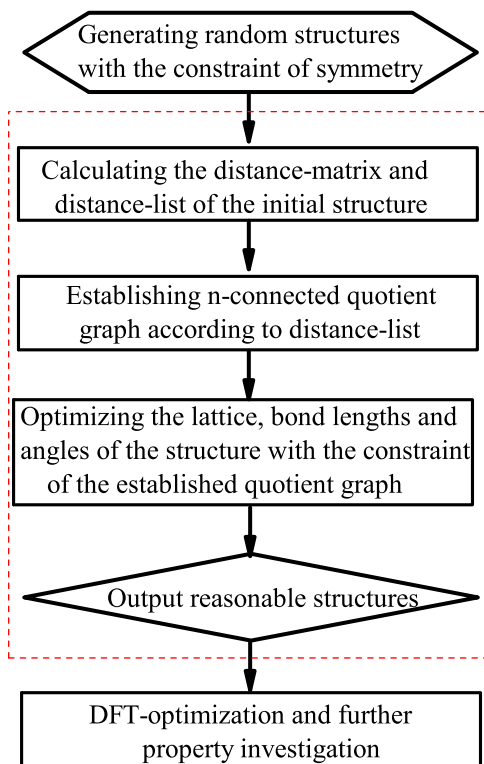 Generating random structures
with the constraint of symmetry
Calculating the distance-matrix and
distance-list of the initial structure
Establishing n-connected quotient
graph according to distance-list
Optimizing the lattice, bond lengths and
angles of the structure with the constraint
of the established quotient graph
Output reasonable structures
DFT-optimization and further
property investigation